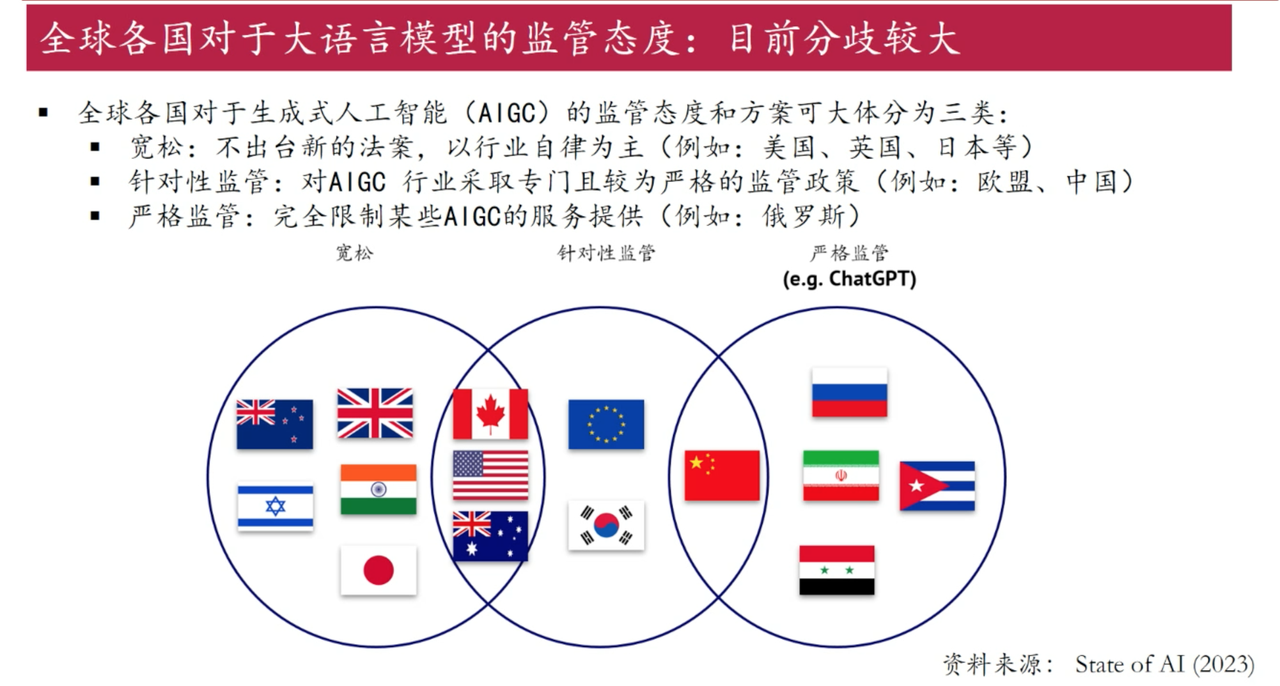 全球各国对于大语言模型的监管态度：目前分歧较大
▪ 全球各国对于生成式人工智能（AIGC）的监管态度和方案可大体分为三类：
▪ 宽松：不出台新的法案，以行业自律为主（例如：美国、英国、日本等）
▪ 针对性监管：对AIGC 行业采取专门且较为严格的监管政策（例如：欧盟、中国）
▪ 严格监管：完全限制某些AIGC的服务提供（例如：俄罗斯）
宽松
针对性监管
严格监管
(e.g. ChatGPT)
资料来源： State of AI (2023)